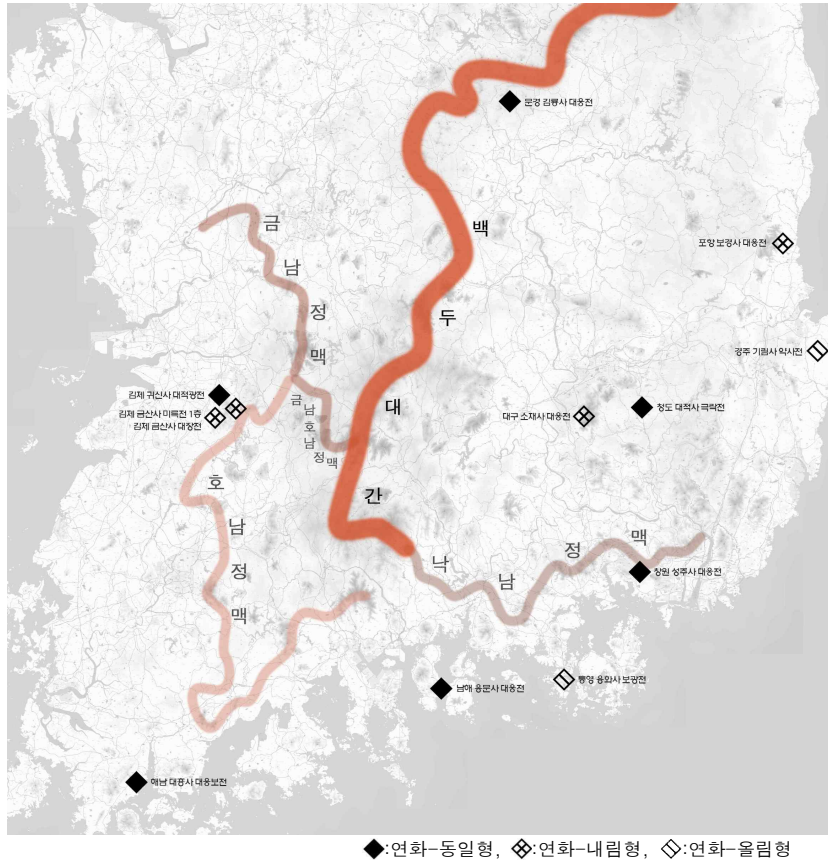 문경 김룡사 대웅전
금남정맥
백두대간
포항 보경사 대웅전
경주 기림사 약사전
김제 귀신사 대적광전
김제 금산사 미륵전 1층
김제 금산사 대장전
금남호남정맥
대구 소재사 대웅전
청도 대적사 극락전
호남정맥
낙남정맥
창원 성주사 대웅전
남해 용문사 대웅전
통영 용화사 보광전
해남 대흥사 대웅보전
◆:연화-동일형, :연화-내림형, :연화-올림형